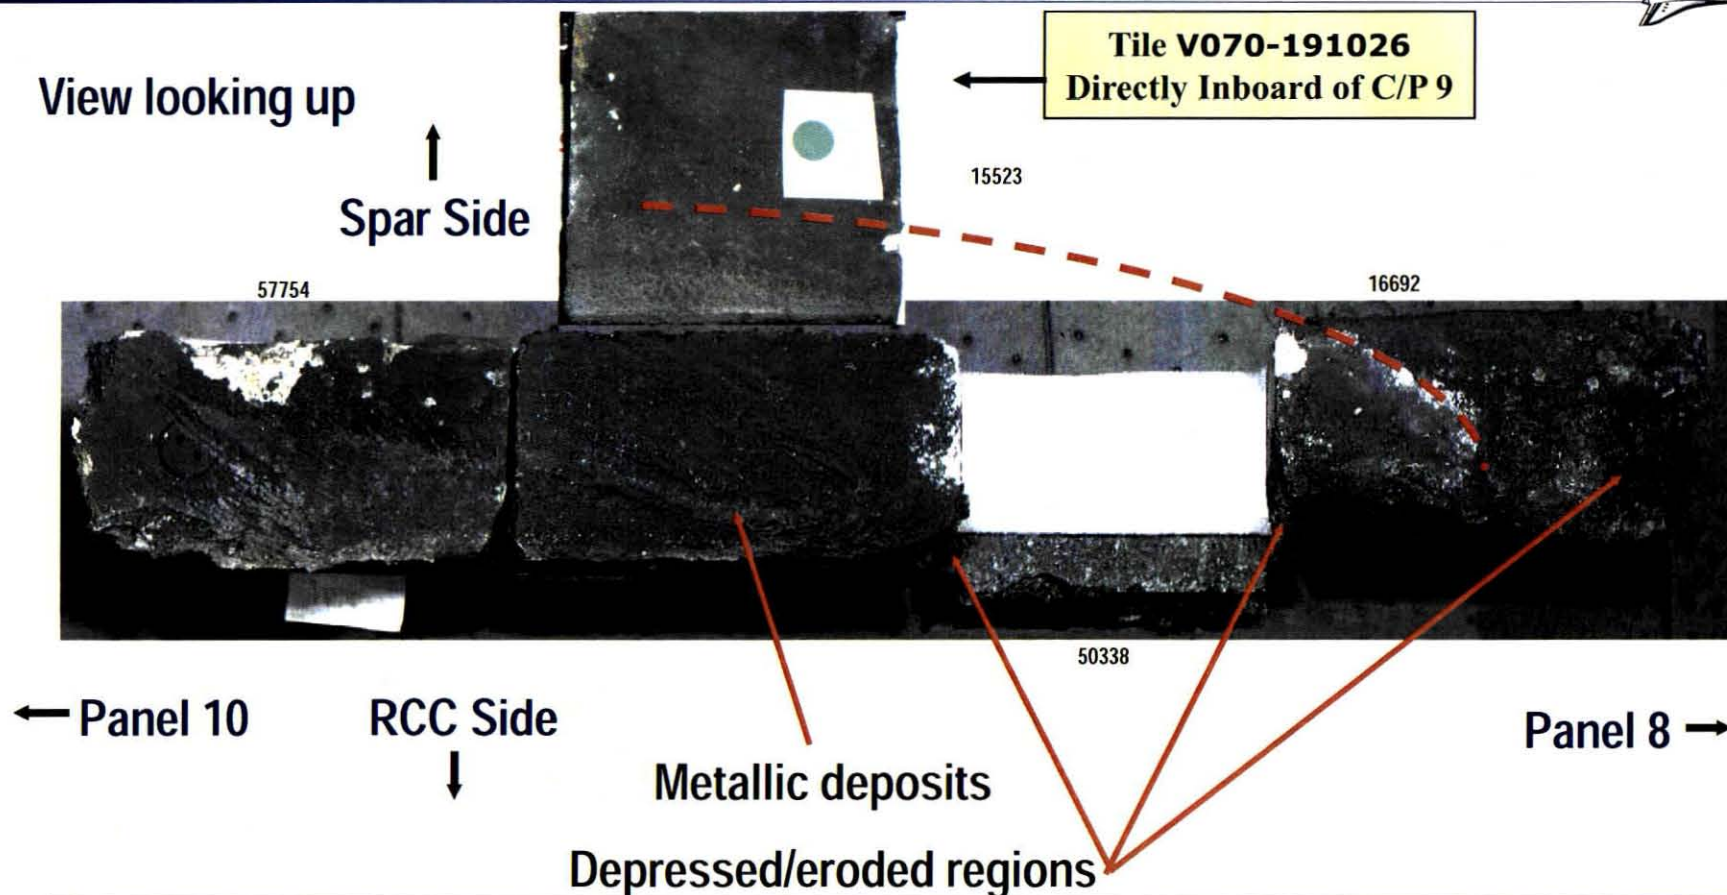 View looking up
Tile V070-191026
Directly Inboard of C/P 9
15523
Spar Side
57754
16692
50338
Panel 10
RCC Side
Panel 8
Metallic deposits
Depressed/eroded regions